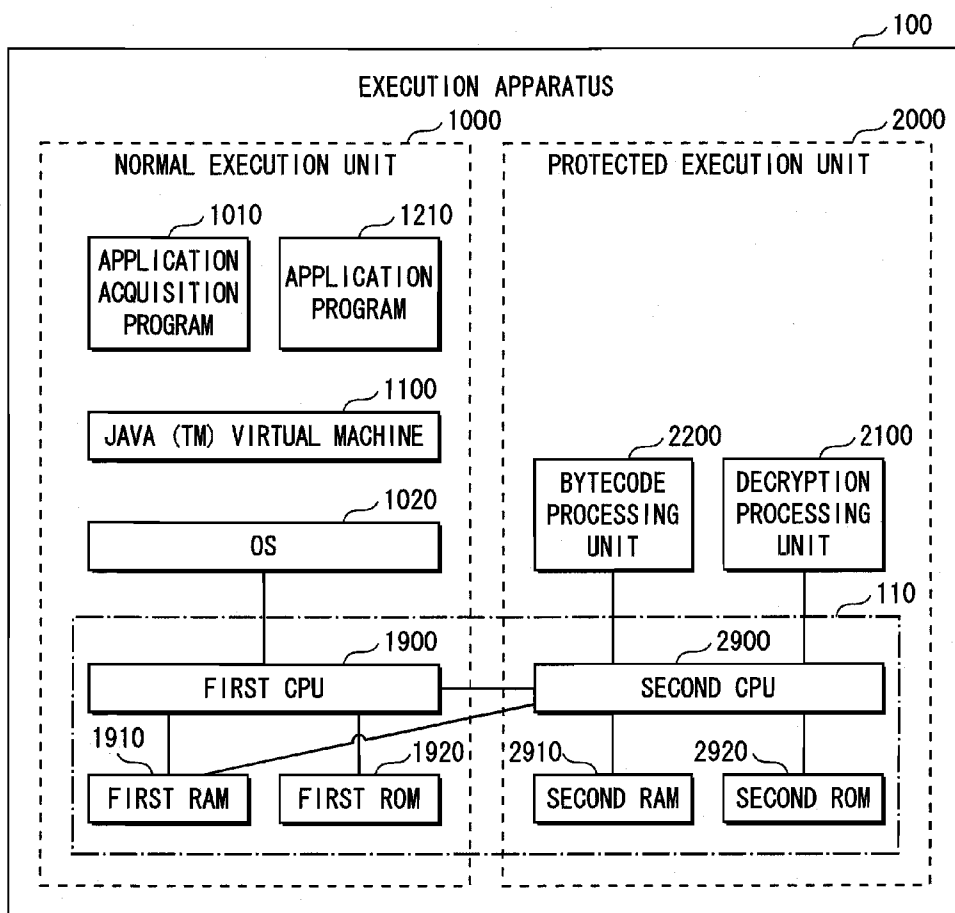 100
EXECUTION APPARATUS
1000
2000
NORMAL EXECUTION UNIT
PROTECTED EXECUTION UNIT
1010
1210
APPLICATION
ACQUISITION
PROGRAM
APPLICATION
PROGRAM
1100
JAVA (TM) VIRTUAL MACHINE
2200
2100
BYTECODE
PROCESSING
UNIT
DECRYPTION
PROCESSING
UNIT
1020
OS
110
1900
2900
FIRST CPU
SECOND CPU
1910
1920
2910
2920
FIRST RAM
FIRST ROM
SECOND RAM
SECOND ROM